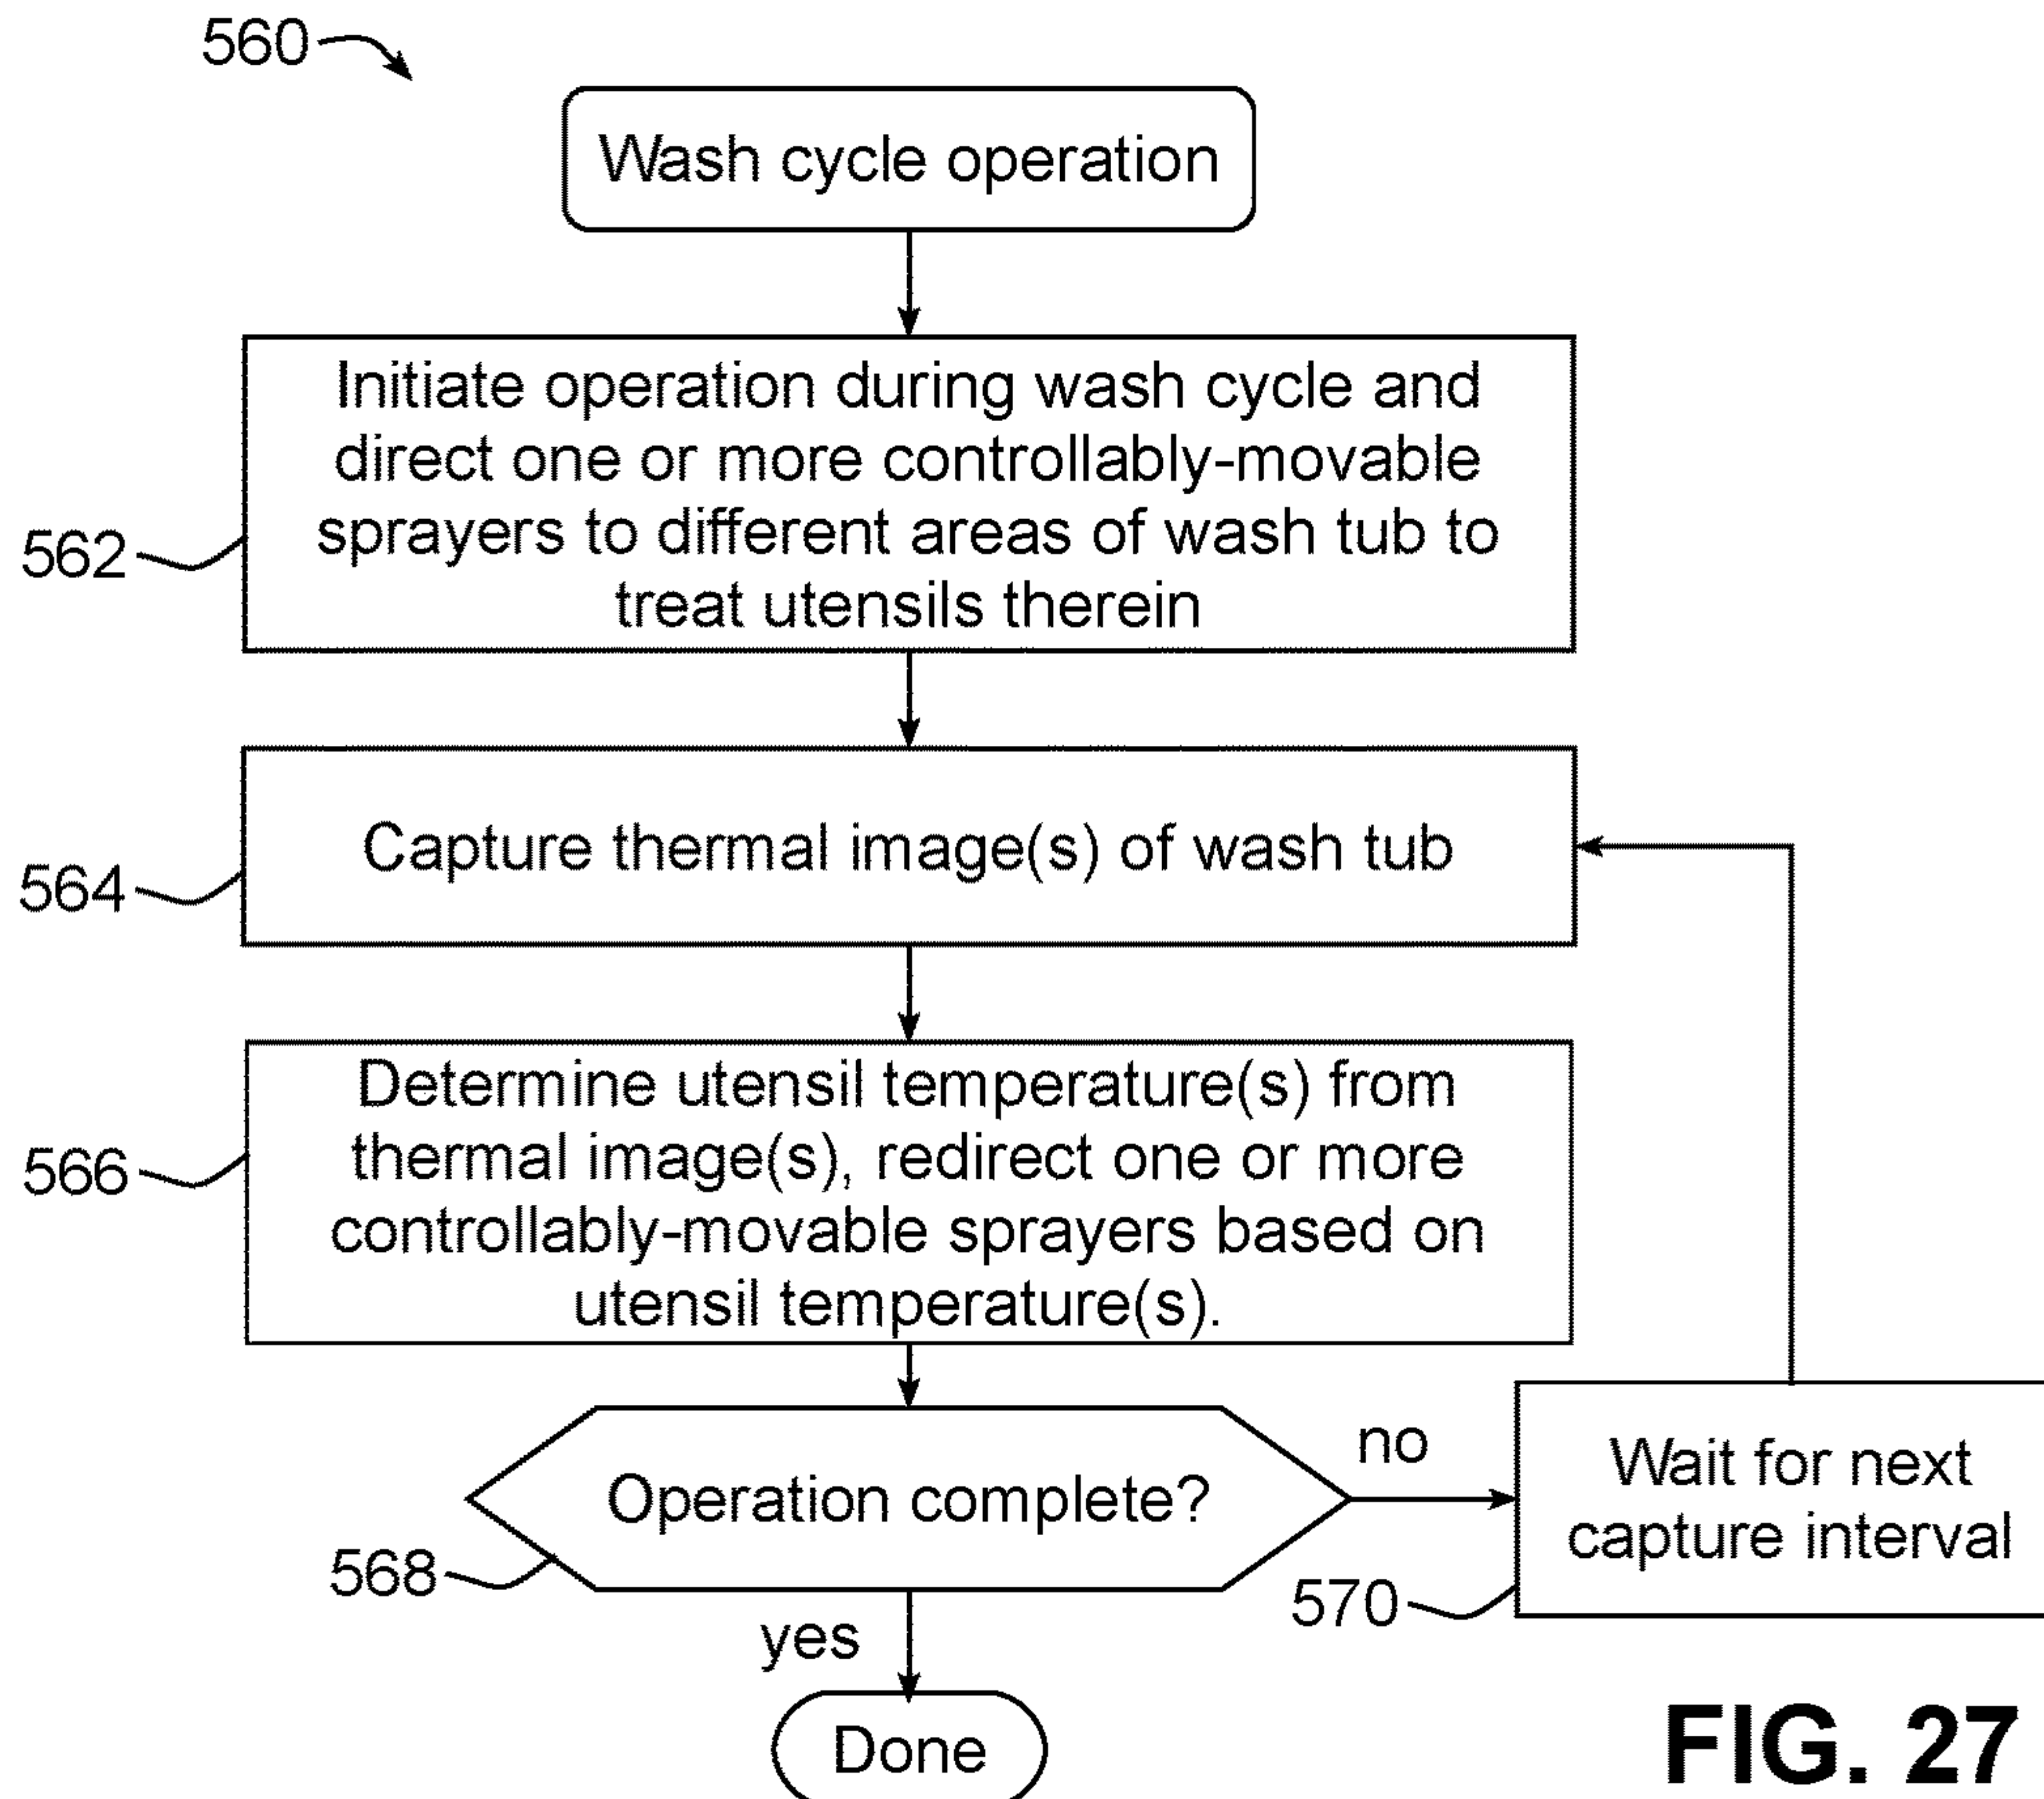 560
Wash cycle operation
Initiate operation during wash cycle and
direct one or more controllably-movable
sprayers to different areas of wash tub to
treat utensils therein
562
Capture thermal image(s) of wash tub
564
Determine utensil temperature(s) from
thermal image(s), redirect one or more
controllably-movable sprayers based on
utensil temperature(s).
566
Operation complete?
568
no
Wait for next
capture interval
570
yes
Done
FIG. 27